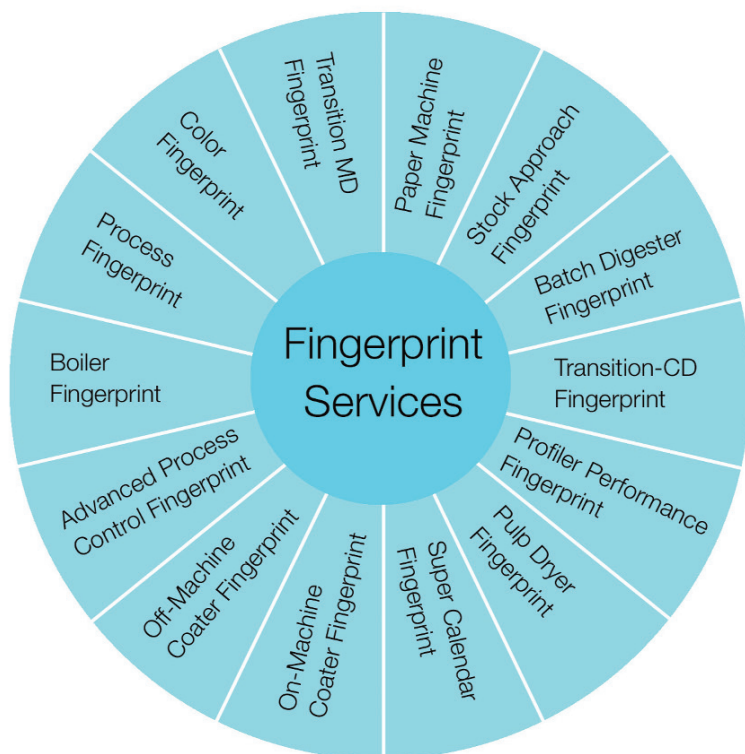 Fingerprint
Services
Paper Machine
Fingerprint
Stock Approach
Fingerprint
Batch Digester
Fingerprint
Transition-CD
Fingerprint
Profiler Performance
Fingerprint
Pulp Dryer
Fingerprint
Super Calendar
Fingerprint
On-Machine
Coater Fingerprint
Off-Machine
Coater Fingerprint
Advanced Process
Control Fingerprint
Boiler
Fingerprint
Process
Fingerprint
Color
Fingerprint
Transition MD
Fingerprint